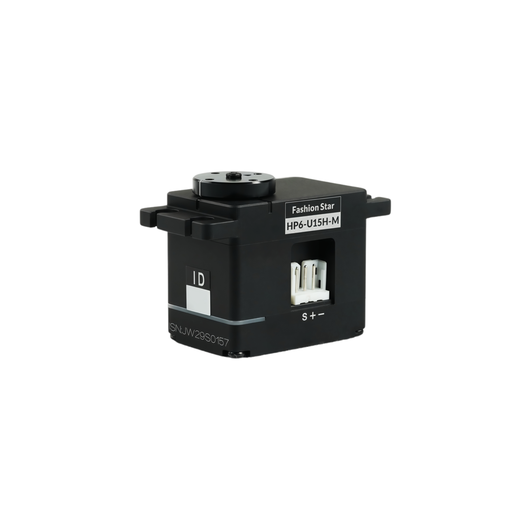 Fashion Star
HP6-U15H-M
ID
S + −
SNJW29S0157